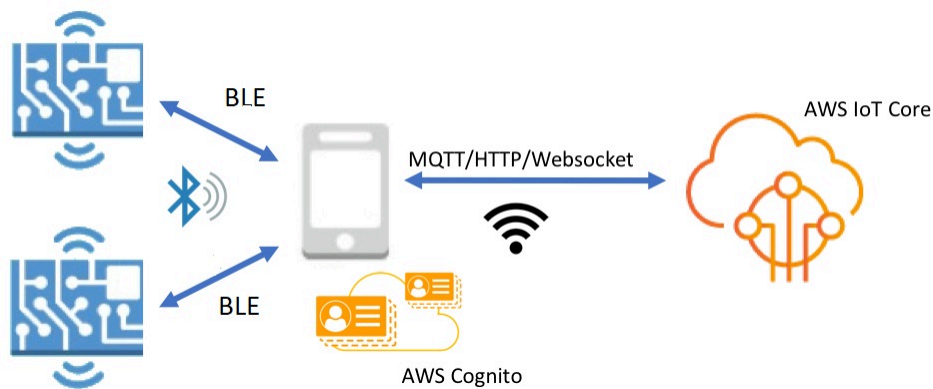 BLE
AWS IoT Core
MQTT/HTTP/Websocket
BLE
AWS Cognito